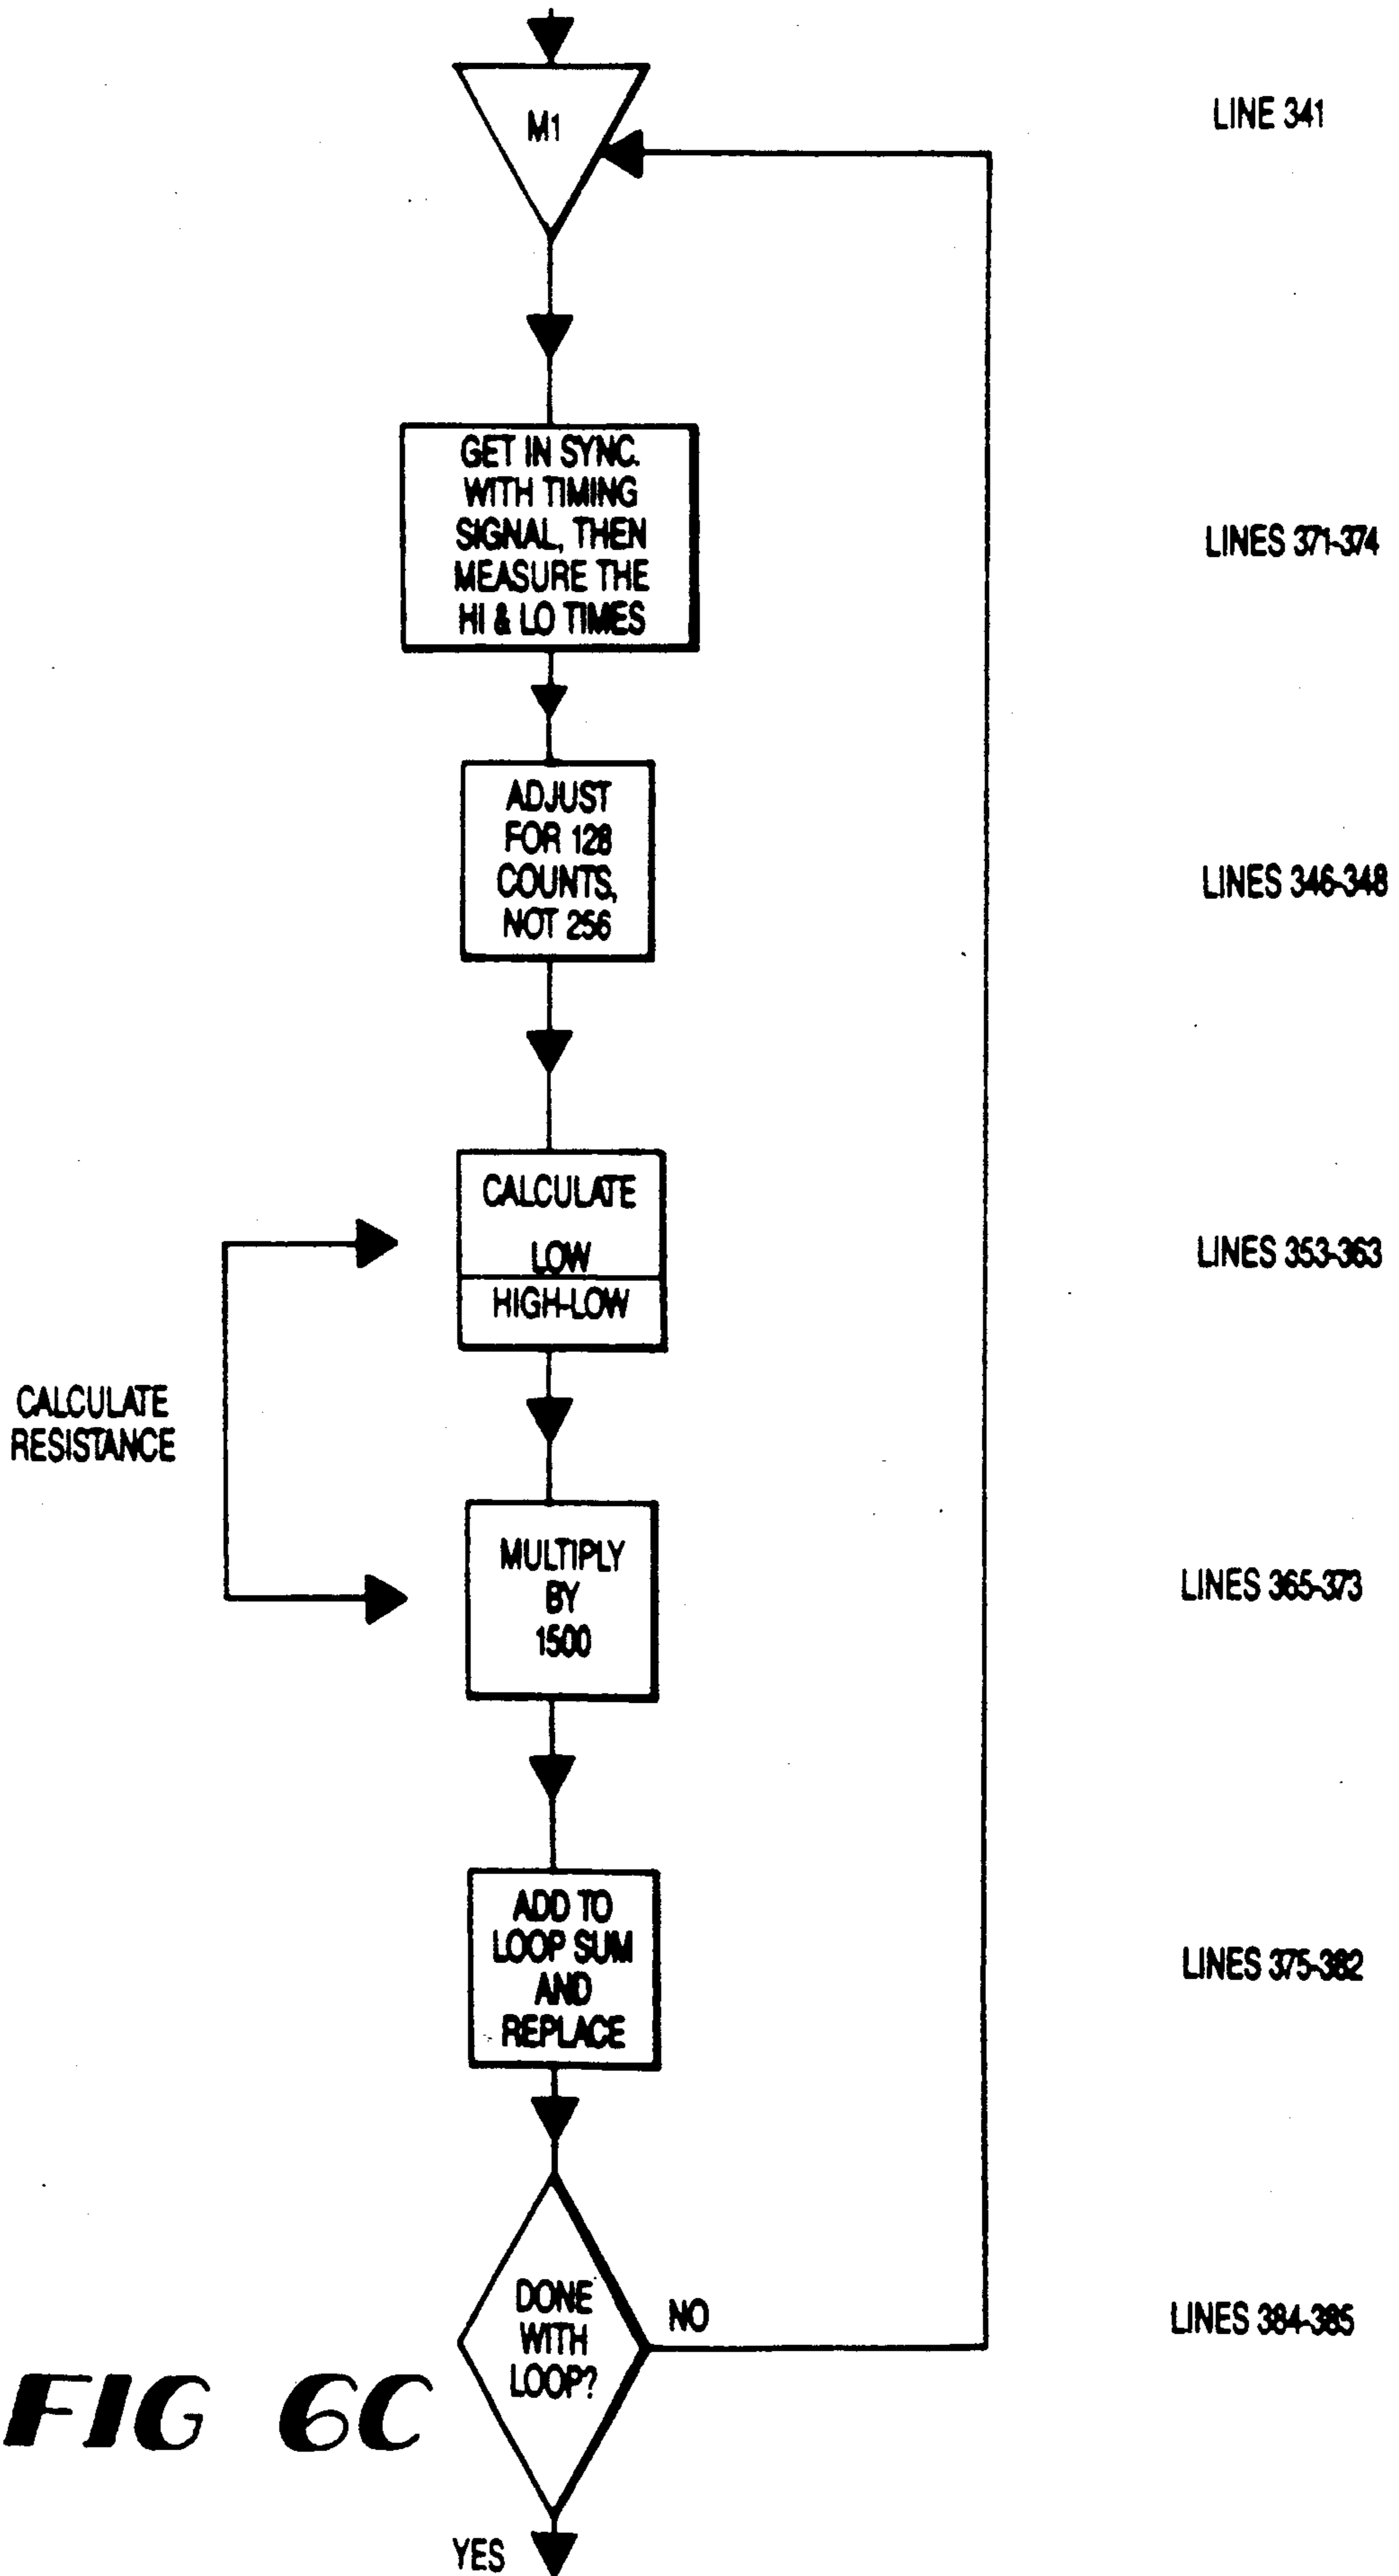 M1
LINE 341
GET IN SYNC.
WITH TIMING
SIGNAL, THEN
MEASURE THE
HI & LO TIMES
LINES 371-374
ADJUST
FOR 128
COUNTS,
NOT 256
LINES 346-348
CALCULATE
LOW
HIGH-LOW
LINES 353-363
CALCULATE
RESISTANCE
MULTIPLY
BY
1500
LINES 365-373
ADD TO
LOOP SUM
AND
REPLACE
LINES 375-382
DONE
WITH
LOOP?
NO
LINES 384-385
FIG 6C
YES